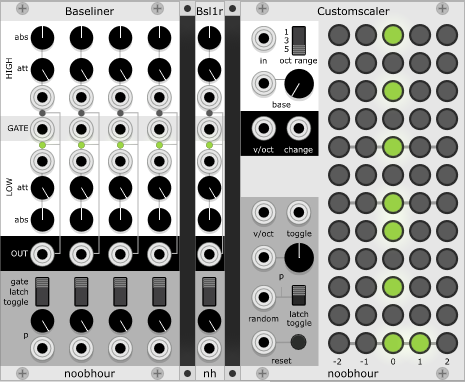 Baseliner
abs
HIGH
att
GATE
LOW
att
abs
OUT
gate
latch
toggle
p
noobhour
Bsl1r
nh
Customscaler
1
3
5
in oct range
base
v/oct change
v/oct toggle
p
random latch
toggle
reset
-2 -1 0 1 2
noobhour